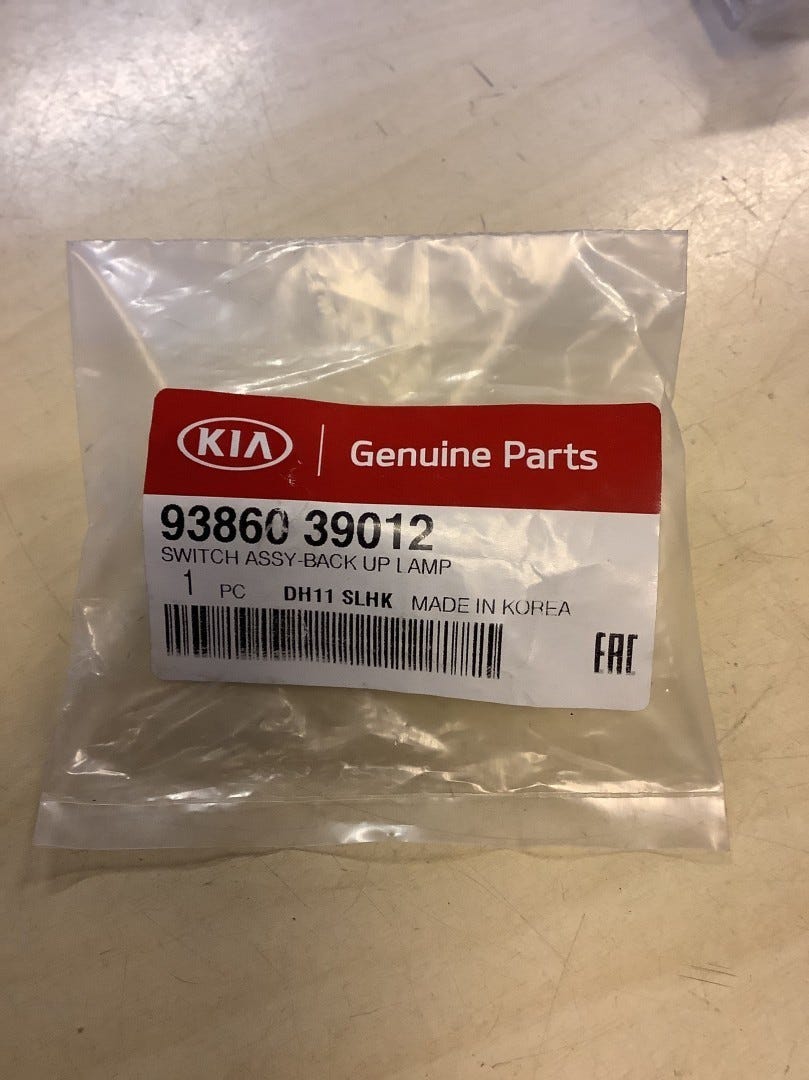 KIA Genuine Parts
93860 39012
SWITCH ASSY-BACK UP LAMP
1 PC DH11 SLHK MADE IN KOREA
EAC